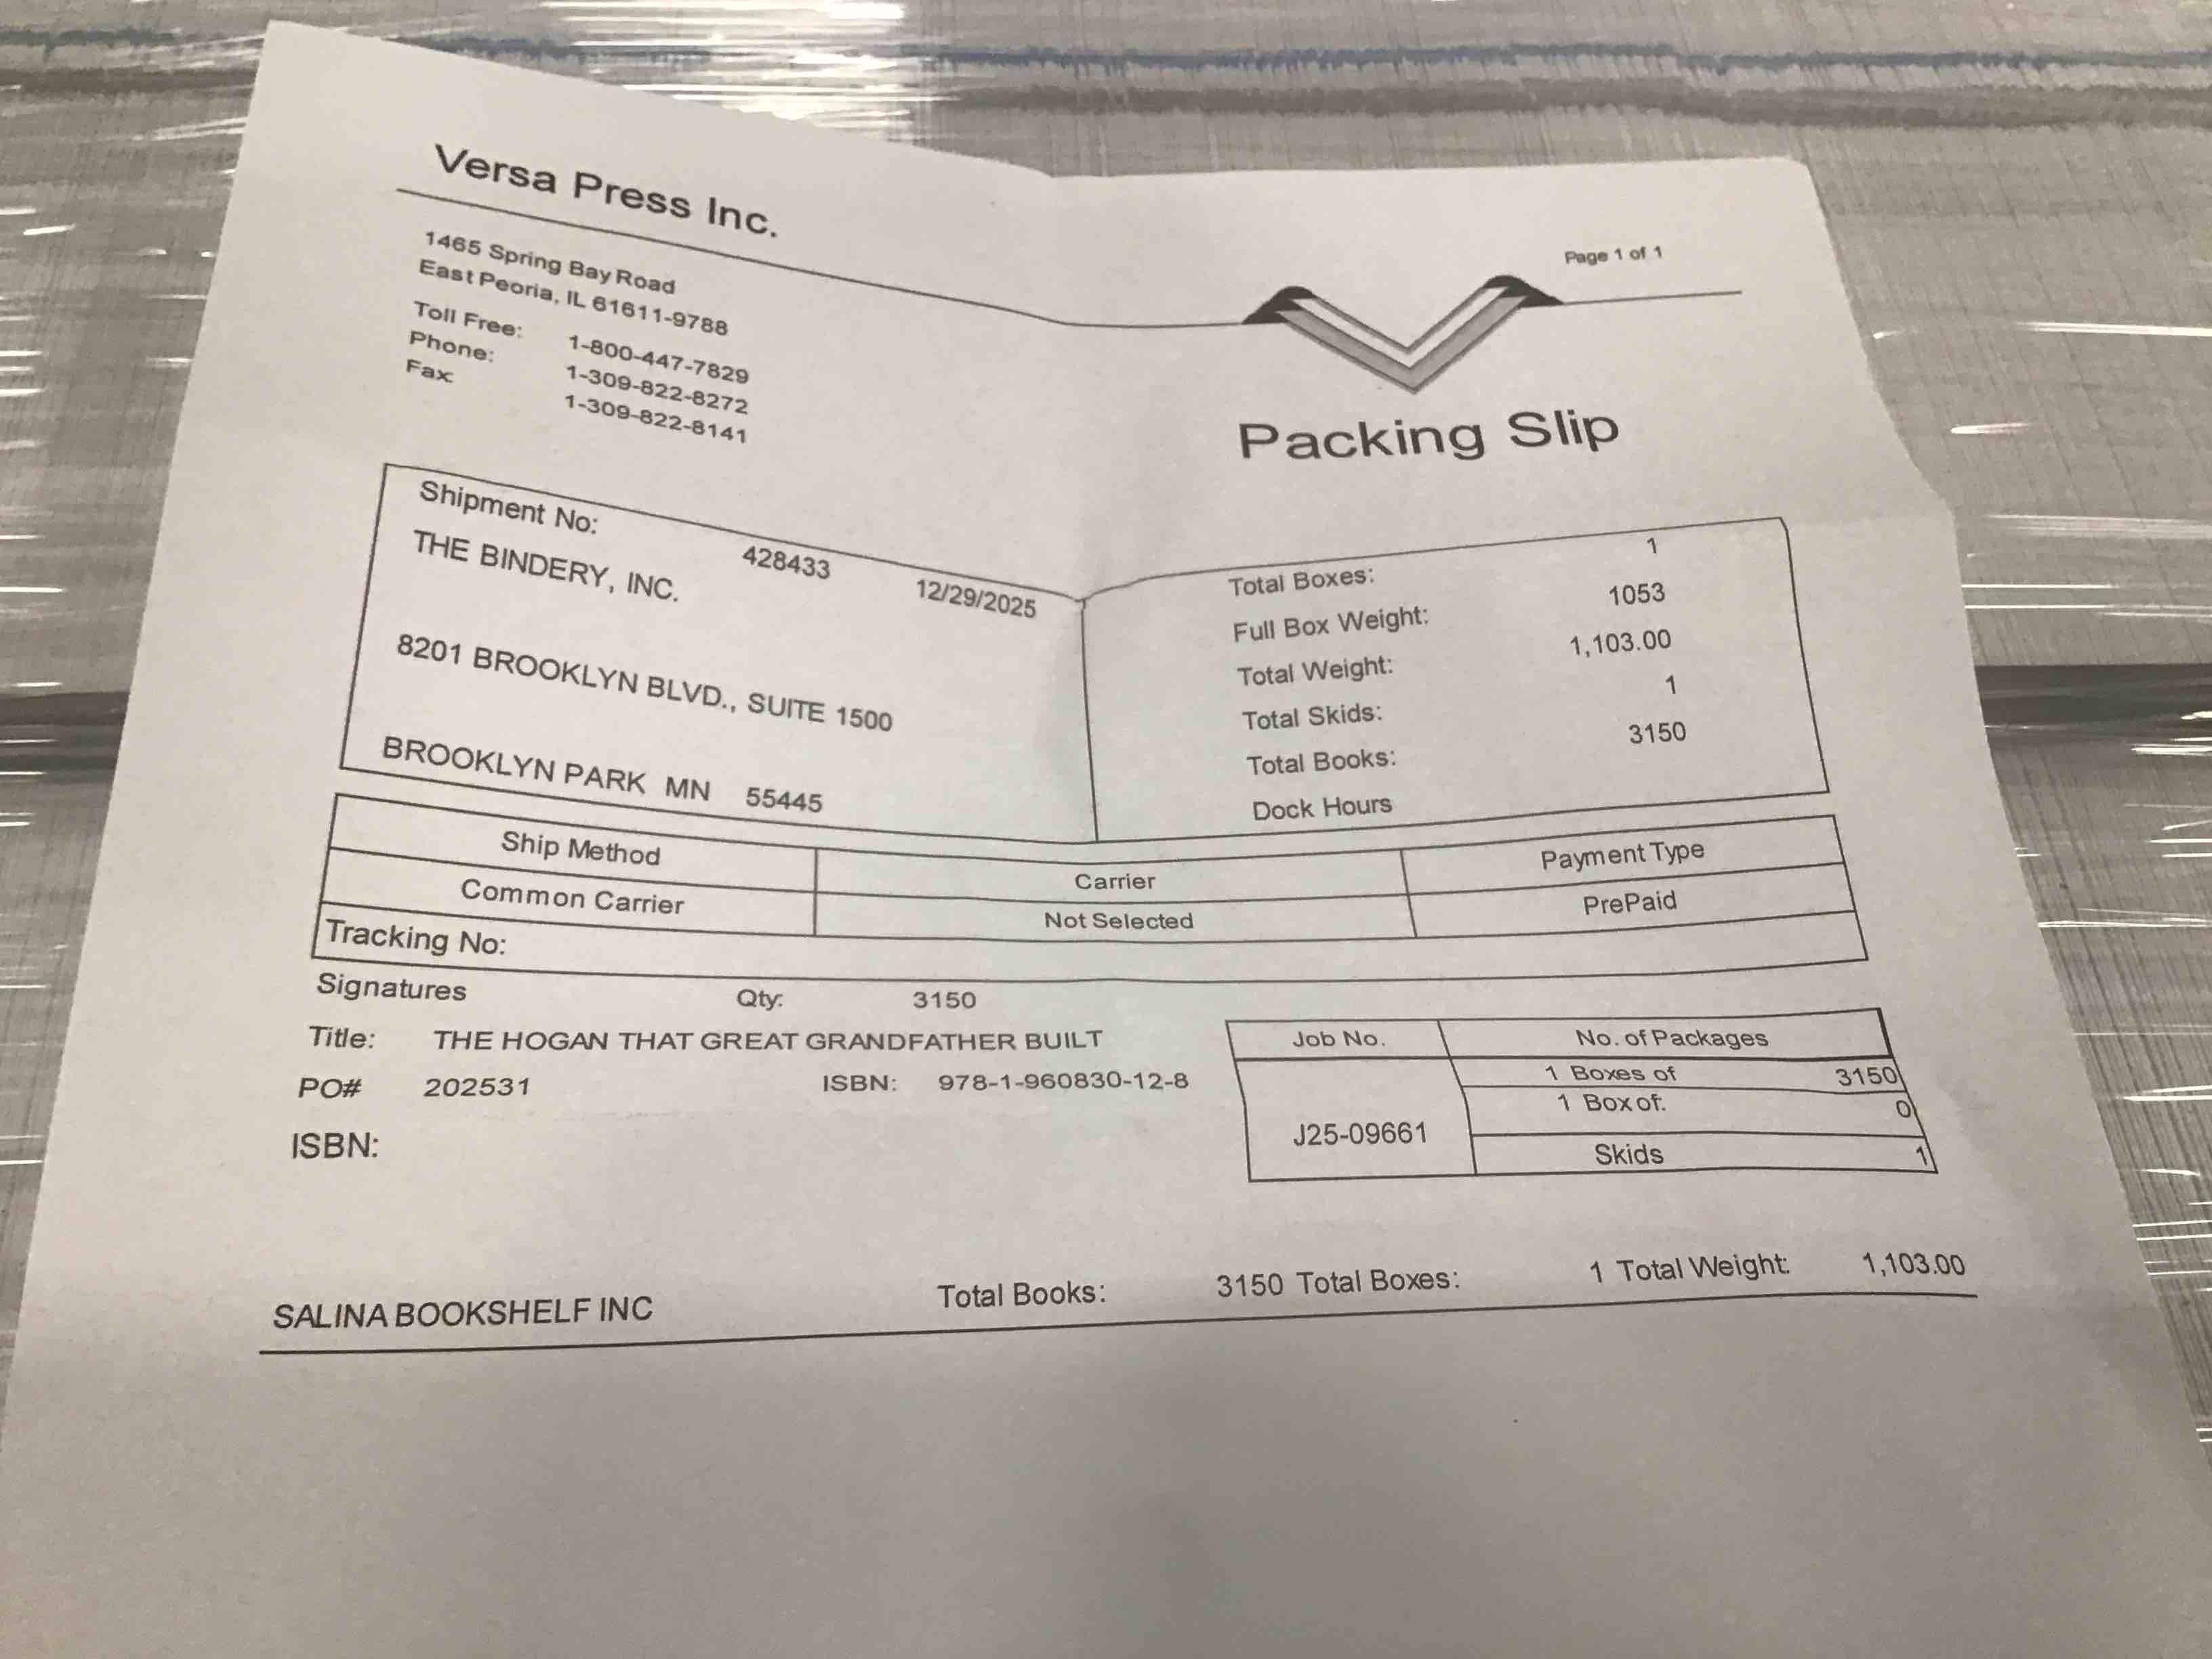 Versa Press Inc.
Page 1 of 1
1465 Spring Bay Road
East Peoria, IL 61611-9788
Toll Free: 1-800-447-7829
Phone: 1-309-822-8272
Fax: 1-309-822-8141
Packing Slip
Shipment No: 428433 12/29/2025
THE BINDERY, INC.
8201 BROOKLYN BLVD., SUITE 1500
BROOKLYN PARK MN 55445
Total Boxes: 1
Full Box Weight: 1053
Total Weight: 1,103.00
Total Skids: 1
Total Books: 3150
Dock Hours
Ship Method Carrier Payment Type
Common Carrier Not Selected PrePaid
Tracking No:
Signatures Qty: 3150
Title: THE HOGAN THAT GREAT GRANDFATHER BUILT
PO# 202531 ISBN: 978-1-960830-12-8
ISBN:
Job No. No. of Packages
J25-09661
1 Boxes of 3150
1 Box of: 0
Skids 1
SALINA BOOKSHELF INC Total Books: 3150 Total Boxes: 1 Total Weight: 1,103.00